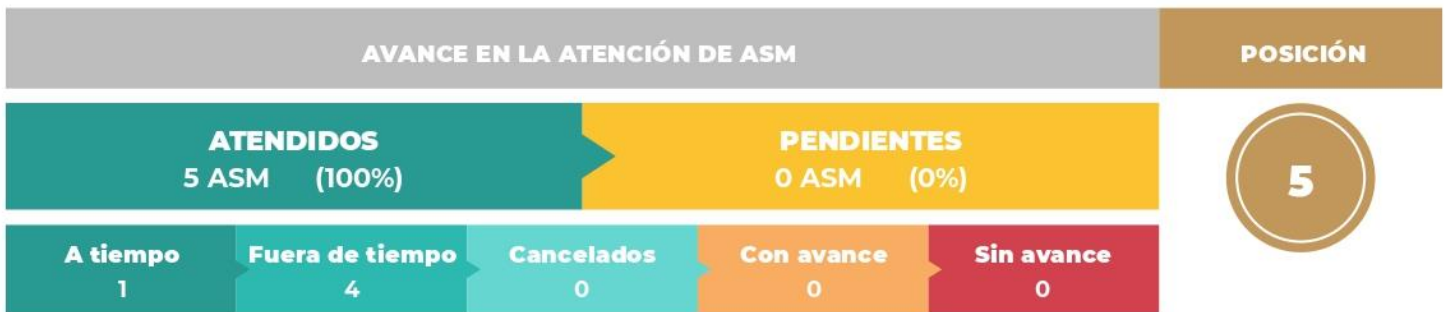 AVANCE EN LA ATENCIÓN DE ASM
POSICIÓN
ATENDIDOS
5 ASM (100%)
PENDIENTES
0 ASM (0%)
5
A tiempo
1
Fuera de tiempo
4
Cancelados
0
Con avance
0
Sin avance
0